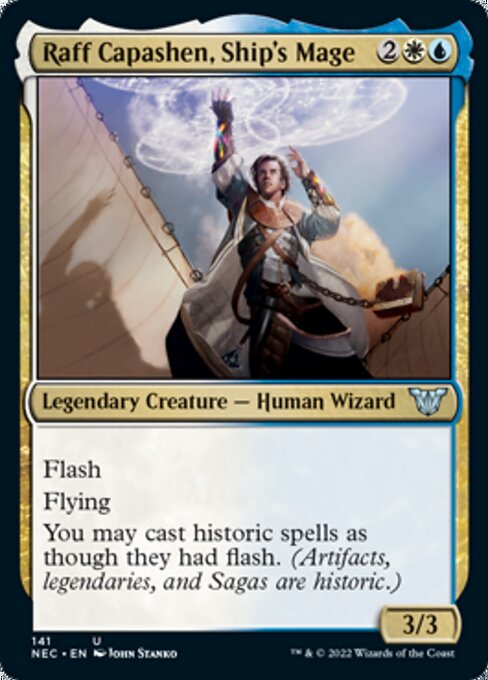 Raff Capashen, Ship's Mage 2
Legendary Creature — Human Wizard
Flash
Flying
You may cast historic spells as
though they had flash. (Artifacts,
legendaries, and Sagas are historic.)
3/3
141 U
NEC • EN John Stanko
™ & © 2022 Wizards of the Coast